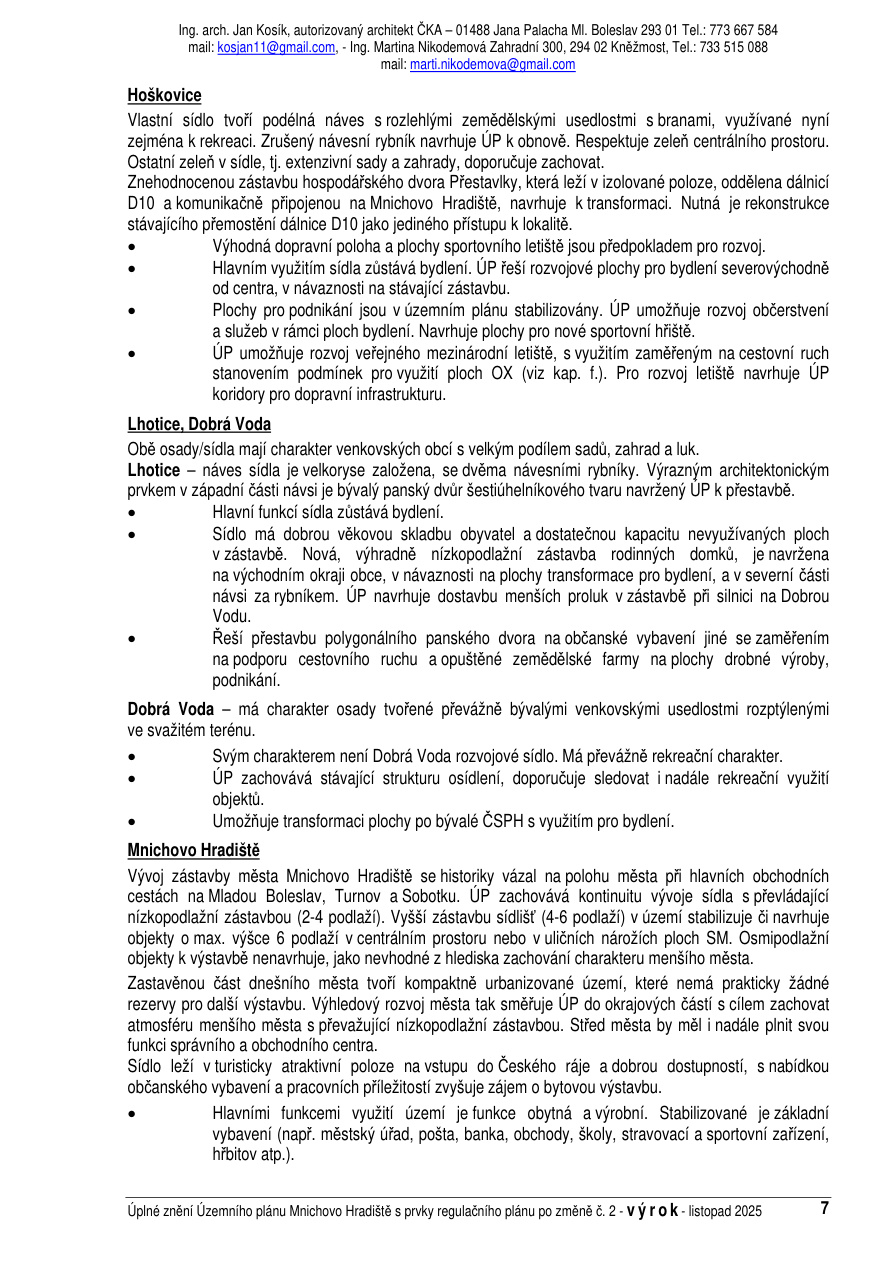 Ing. arch. Jan Kosík, autorizovaný architekt ČKA – 01488 Jana Palacha Ml. Boleslav 293 01 Tel.: 773 667 584
mail: kosjan11@gmail.com, - Ing. Martina Nikodemová Zahradní 300, 294 02 Kněžmost, Tel.: 733 515 088
mail: marti.nikodemova@gmail.com
Hoškovice
Vlastní sídlo tvoří podélná náves s rozlehlými zemědělskými usedlostmi s branami, využívané nyní
zejména k rekreaci. Zrušený návesní rybník navrhuje ÚP k obnově. Respektuje zeleň centrálního prostoru.
Ostatní zeleň v sídle, tj. extenzivní sady a zahrady, doporučuje zachovat.
Znehodnocenou zástavbu hospodářského dvora Přestavlky, která leží v izolované poloze, oddělena dálnicí
D10 a komunikačně připojenou na Mnichovo Hradiště, navrhuje k transformaci. Nutná je rekonstrukce
stávajícího přemostění dálnice D10 jako jediného přístupu k lokalitě.
• Výhodná dopravní poloha a plochy sportovního letiště jsou předpokladem pro rozvoj.
• Hlavním využitím sídla zůstává bydlení. ÚP řeší rozvojové plochy pro bydlení severovýchodně
od centra, v návaznosti na stávající zástavbu.
• Plochy pro podnikání jsou v územním plánu stabilizovány. ÚP umožňuje rozvoj občerstvení
a služeb v rámci ploch bydlení. Navrhuje plochy pro nové sportovní hřiště.
• ÚP umožňuje rozvoj veřejného mezinárodní letiště, s využitím zaměřeným na cestovní ruch
stanovením podmínek pro využití ploch OX (viz kap. f.). Pro rozvoj letiště navrhuje ÚP
koridory pro dopravní infrastrukturu.
Lhotice, Dobrá Voda
Obě osady/sídla mají charakter venkovských obcí s velkým podílem sadů, zahrad a luk.
Lhotice – náves sídla je velkoryse založena, se dvěma návesními rybníky. Výrazným architektonickým
prvkem v západní části návsi je bývalý panský dvůr šestiúhelníkového tvaru navržený ÚP k přestavbě.
• Hlavní funkcí sídla zůstává bydlení.
• Sídlo má dobrou věkovou skladbu obyvatel a dostatečnou kapacitu nevyužívaných ploch
v zástavbě. Nová, výhradně nízkopodlažní zástavba rodinných domků, je navržena
na východním okraji obce, v návaznosti na plochy transformace pro bydlení, a v severní části
návsi za rybníkem. ÚP navrhuje dostavbu menších proluk v zástavbě při silnici na Dobrou
Vodu.
• Řeší přestavbu polygonálního panského dvora na občanské vybavení jiné se zaměřením
na podporu cestovního ruchu a opuštěné zemědělské farmy na plochy drobné výroby,
podnikání.
Dobrá Voda – má charakter osady tvořené převážně bývalými venkovskými usedlostmi rozptýlenými
ve svažitém terénu.
• Svým charakterem není Dobrá Voda rozvojové sídlo. Má převážně rekreační charakter.
• ÚP zachovává stávající strukturu osídlení, doporučuje sledovat i nadále rekreační využití
objektů.
• Umožňuje transformaci plochy po bývalé ČSPH s využitím pro bydlení.
Mnichovo Hradiště
Vývoj zástavby města Mnichovo Hradiště se historiky vázal na polohu města při hlavních obchodních
cestách na Mladou Boleslav, Turnov a Sobotku. ÚP zachovává kontinuitu vývoje sídla s převládající
nízkopodlažní zástavbou (2-4 podlaží). Vyšší zástavbu sídlišť (4-6 podlaží) v území stabilizuje či navrhuje
objekty o max. výšce 6 podlaží v centrálním prostoru nebo v uličních nárožích ploch SM. Osmipodlažní
objekty k výstavbě nenavrhuje, jako nevhodné z hlediska zachování charakteru menšího města.
Zastavěnou část dnešního města tvoří kompaktně urbanizované území, které nemá prakticky žádné
rezervy pro další výstavbu. Výhledový rozvoj města tak směřuje ÚP do okrajových částí s cílem zachovat
atmosféru menšího města s převažující nízkopodlažní zástavbou. Střed města by měl i nadále plnit svou
funkci správního a obchodního centra.
Sídlo leží v turisticky atraktivní poloze na vstupu do Českého ráje a dobrou dostupností, s nabídkou
občanského vybavení a pracovních příležitostí zvyšuje zájem o bytovou výstavbu.
• Hlavními funkcemi využití území je funkce obytná a výrobní. Stabilizované je základní
vybavení (např. městský úřad, pošta, banka, obchody, školy, stravovací a sportovní zařízení,
hřbitov atp.).
Úplné znění Územního plánu Mnichovo Hradiště s prvky regulačního plánu po změně č. 2 - v ý r o k - listopad 2025 7